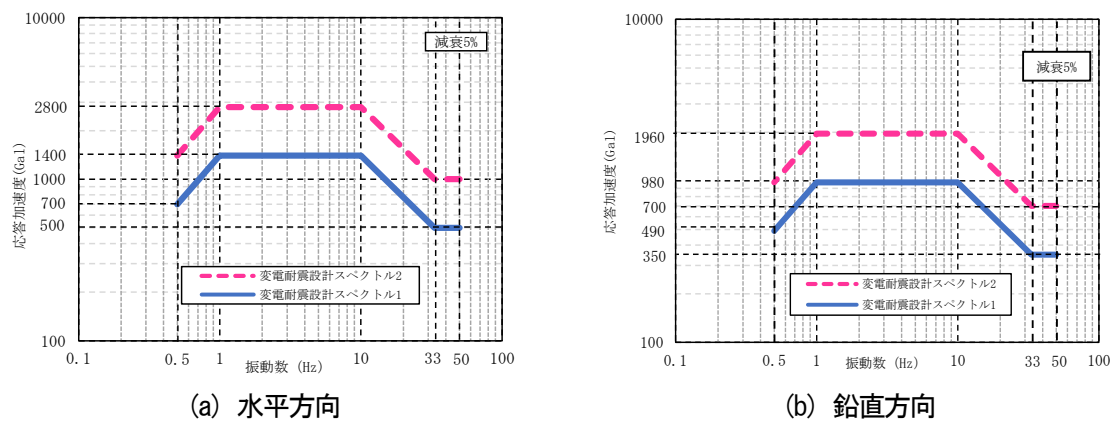 10000
2800
1400
1000
700
500
100
応答加速度(Gal)
減衰5%
変電耐震設計スペクトル2
変電耐震設計スペクトル1
0.1
0.5
1
10
33
50
100
振動数 (Hz)
(a) 水平方向
10000
1960
980
700
490
350
100
応答加速度(Gal)
減衰5%
変電耐震設計スペクトル2
変電耐震設計スペクトル1
0.1
0.5
1
10
33
50
100
振動数 (Hz)
(b) 鉛直方向